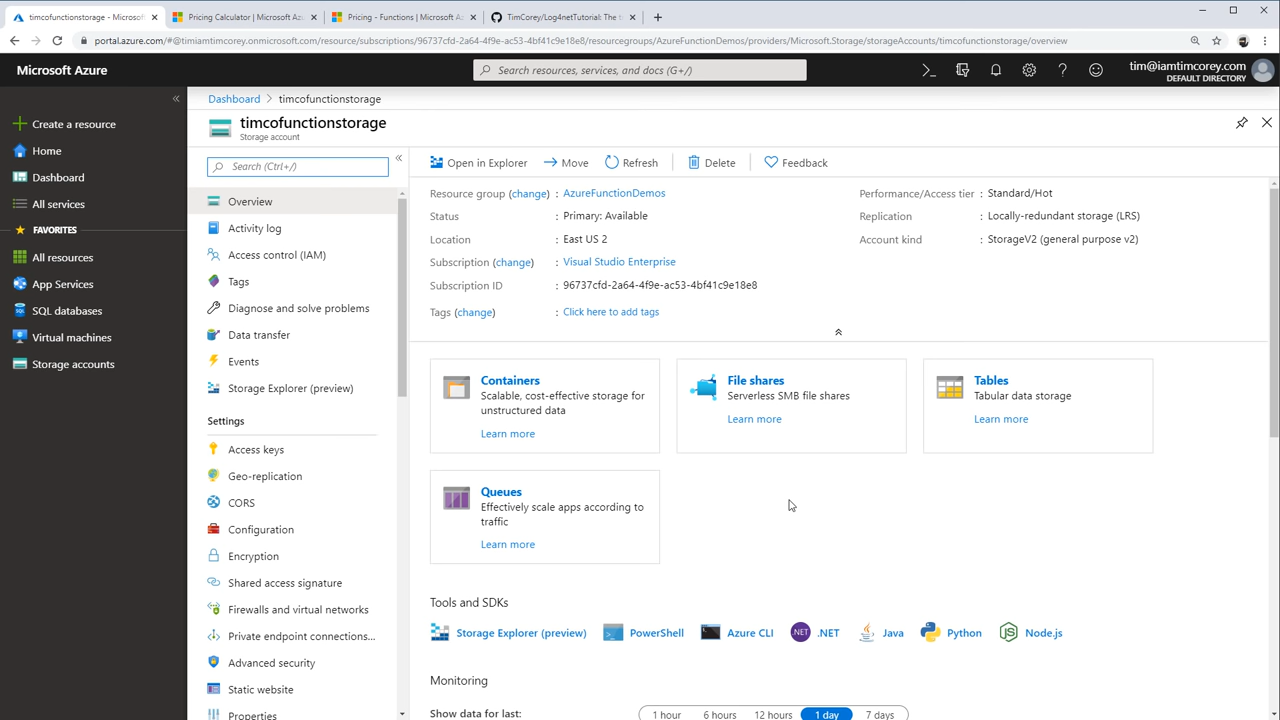 timcofunctionstorage - Microsof
Pricing Calculator | Microsoft Az
Pricing - Functions | Microsoft A
TimCorey/Log4netTutorial: The t
portal.azure.com/#@timiamtimcorey.onmicrosoft.com/resource/subscriptions/96737cfd-2a64-4f9e-ac53-4bf41c9e18e8/resourcegroups/AzureFunctionDemos/providers/Microsoft.Storage/storageAccounts/timcofunctionstorage/overview
Microsoft Azure
Search resources, services, and docs (G+/)
tim@iamtimcorey.com
DEFAULT DIRECTORY
Create a resource
Home
Dashboard
All services
FAVORITES
All resources
App Services
SQL databases
Virtual machines
Storage accounts
Dashboard > timcofunctionstorage
timcofunctionstorage
Storage account
Search (Ctrl+/)
Overview
Activity log
Access control (IAM)
Tags
Diagnose and solve problems
Data transfer
Events
Storage Explorer (preview)
Settings
Access keys
Geo-replication
CORS
Configuration
Encryption
Shared access signature
Firewalls and virtual networks
Private endpoint connections...
Advanced security
Static website
Properties
Open in Explorer
Move
Refresh
Delete
Feedback
Resource group (change) : AzureFunctionDemos
Status : Primary: Available
Location : East US 2
Subscription (change) : Visual Studio Enterprise
Subscription ID : 96737cfd-2a64-4f9e-ac53-4bf41c9e18e8
Tags (change) : Click here to add tags
Performance/Access tier : Standard/Hot
Replication : Locally-redundant storage (LRS)
Account kind : StorageV2 (general purpose v2)
Containers
Scalable, cost-effective storage for
unstructured data
Learn more
File shares
Serverless SMB file shares
Learn more
Tables
Tabular data storage
Learn more
Queues
Effectively scale apps according to
traffic
Learn more
Tools and SDKs
Storage Explorer (preview)
PowerShell
Azure CLI
.NET
Java
Python
Node.js
Monitoring
Show data for last:
1 hour
6 hours
12 hours
1 day
7 days